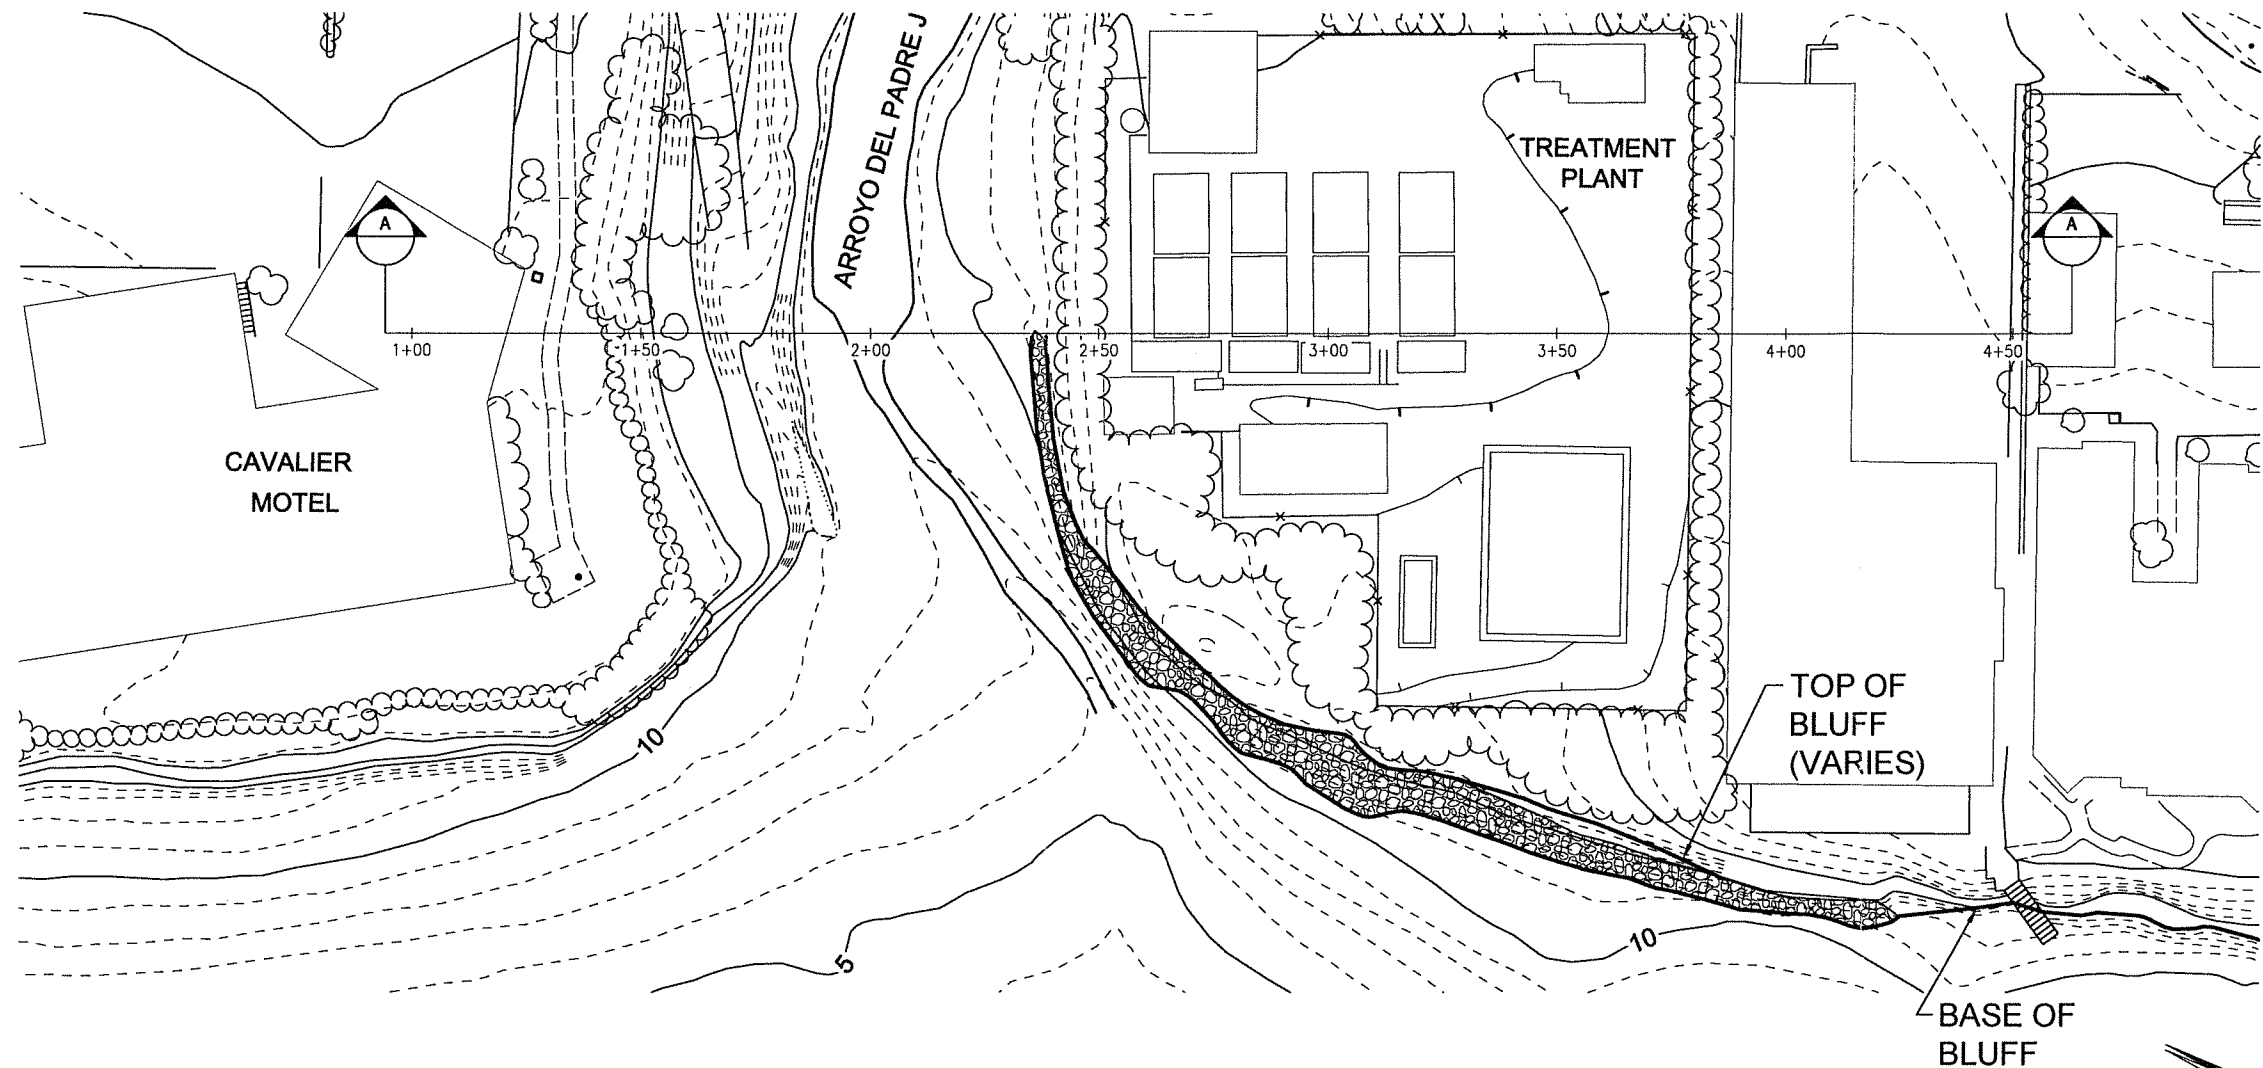 ARROYO DEL PADRE J
TREATMENT
PLANT
A
A
1+00
1+50
2+00
2+50
3+00
3+50
4+00
4+50
CAVALIER
MOTEL
TOP OF
BLUFF
(VARIES)
10
10
5
BASE OF
BLUFF